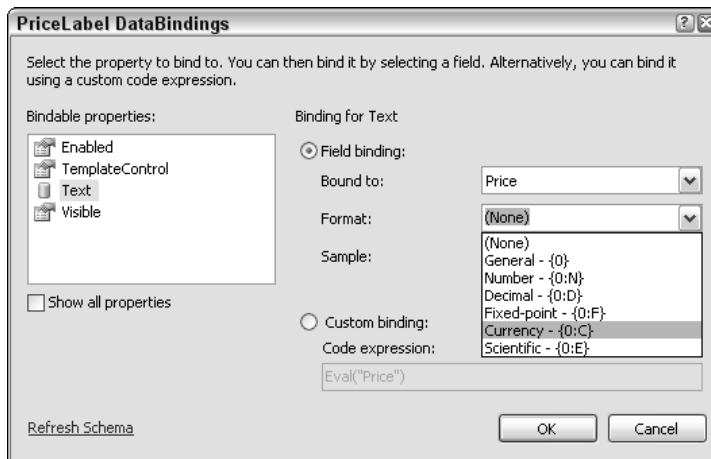 PriceLabel DataBindings
Select the property to bind to. You can then bind it by selecting a field. Alternatively, you can bind it
using a custom code expression.
Bindable properties:
Enabled
TemplateControl
Text
Visible
Show all properties
Binding for Text
Field binding:
Bound to:
Price
Format:
(None)
(None)
General - {0}
Number - {0:N}
Decimal - {0:D}
Fixed-point - {0:F}
Currency - {0:C}
Scientific - {0:E}
Sample:
Custom binding:
Code expression:
Eval("Price")
Refresh Schema
OK
Cancel